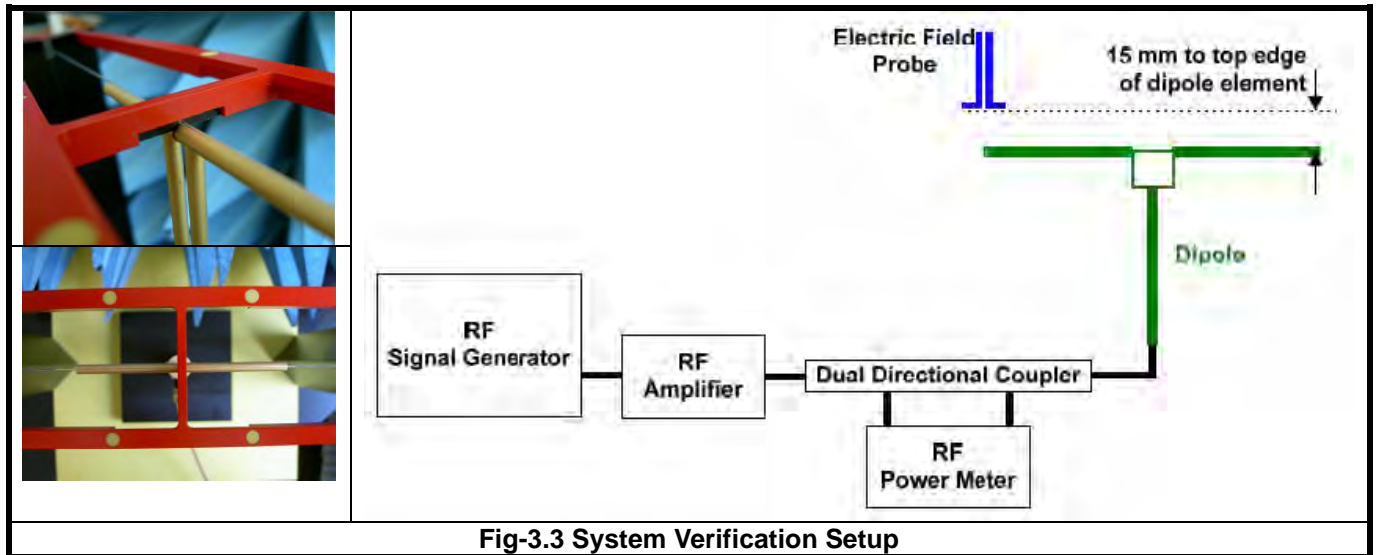 Electric Field
Probe
15 mm to top edge
of dipole element
Dipole
RF
Signal Generator
RF
Amplifier
Dual Directional Coupler
RF
Power Meter
Fig-3.3 System Verification Setup